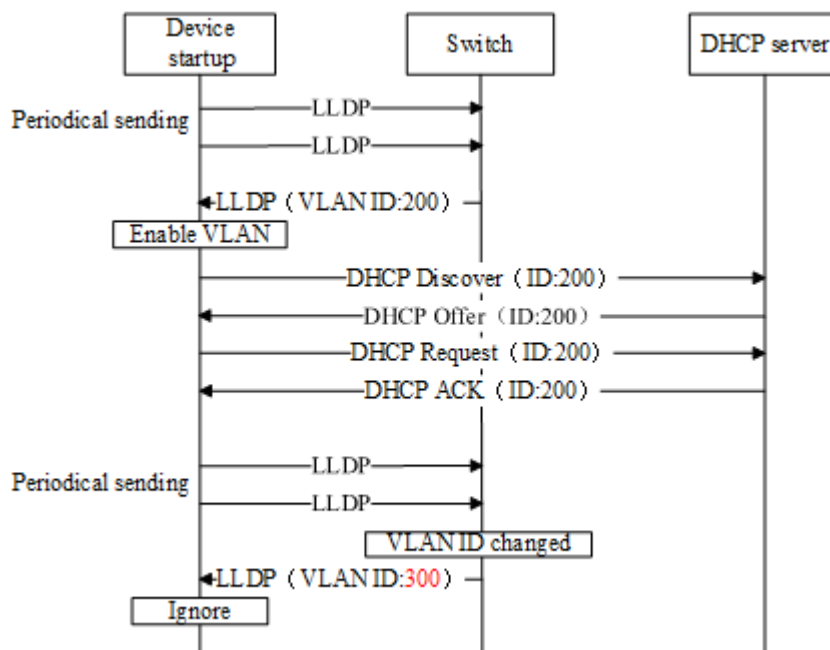 Device
startup
Switch
DHCP server
Periodical sending
LLDP
LLDP
LLDP（VLAN ID:200）
Enable VLAN
DHCP Discover（ID:200）
DHCP Offer（ID:200）
DHCP Request（ID:200）
DHCP ACK（ID:200）
Periodical sending
LLDP
LLDP
VLAN ID changed
LLDP（VLAN ID:300）
Ignore